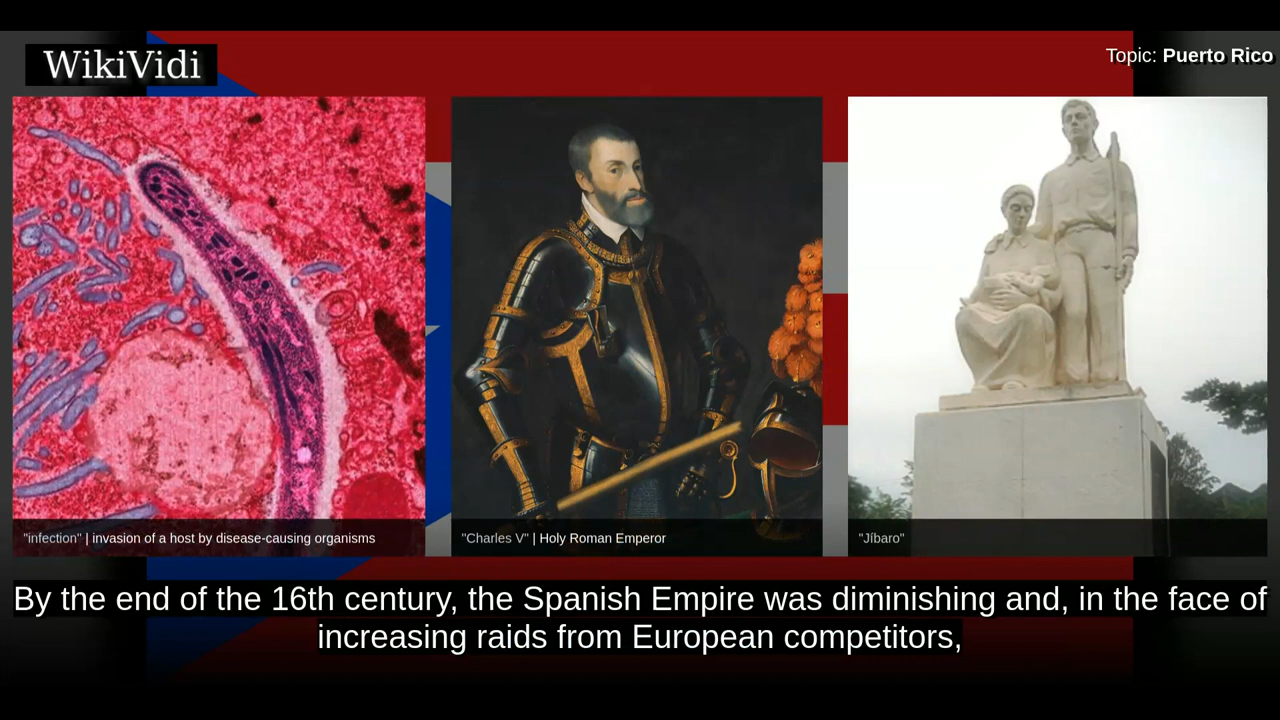 WikiVidi
Topic: Puerto Rico
"infection" | invasion of a host by disease-causing organisms
"Charles V" | Holy Roman Emperor
"Jíbaro"
By the end of the 16th century, the Spanish Empire was diminishing and, in the face of
increasing raids from European competitors,